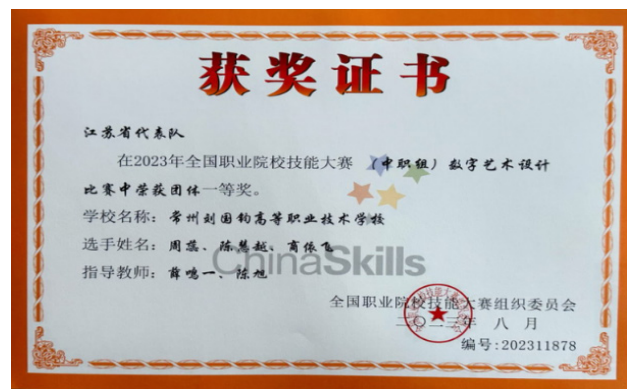 获奖证书
江苏省代表队
在2023年全国职业院校技能大赛 (中职组) 数字艺术设计
比赛中荣获团体一等奖。
学校名称: 常州刘国钧高等职业技术学校
选手姓名: 周蕊、陈慧越、商依飞
指导教师: 薛鸣一、陈旭
ChinaSkills
全国职业院校技能大赛组织委员会
二〇二三年 八 月
编号:202311878